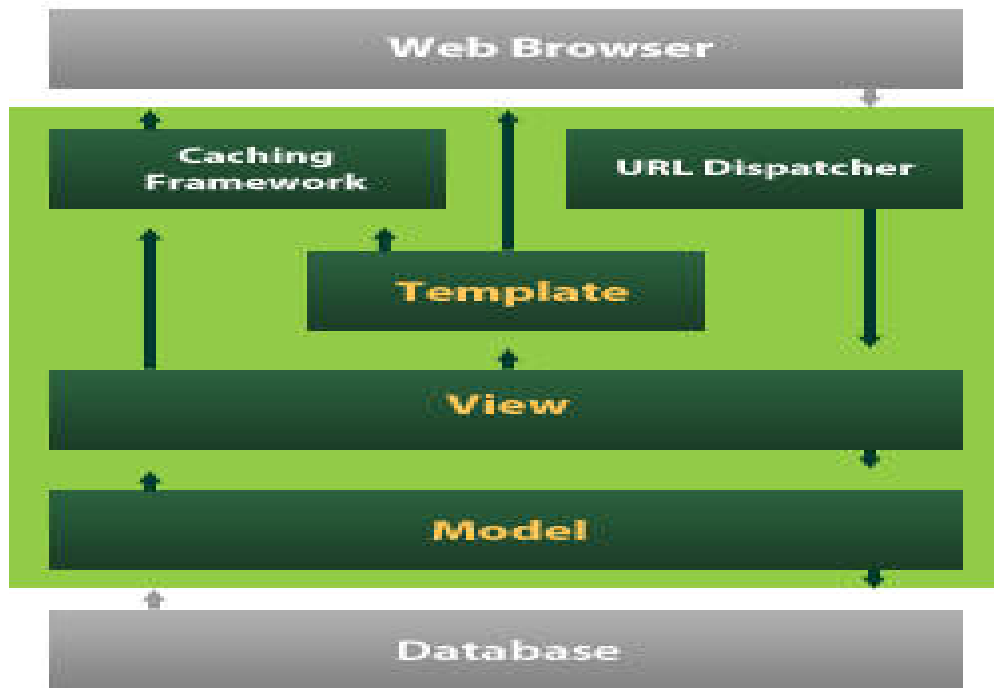 Web Browser
Caching
Framework
URL Dispatcher
Template
View
Model
Database